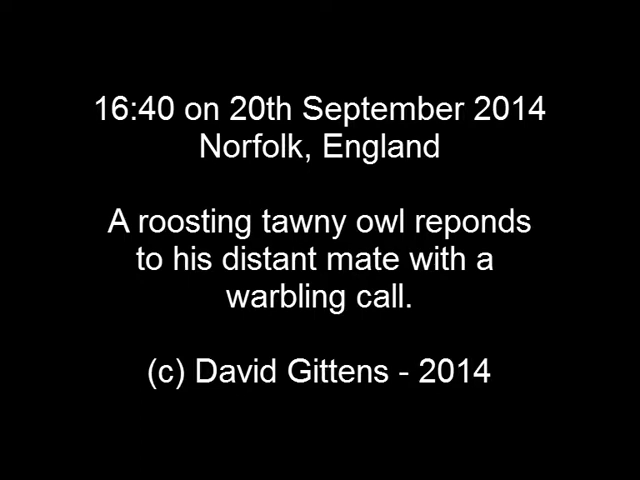 16:40 on 20th September 2014
Norfolk, England
A roosting tawny owl reponds
to his distant mate with a
warbling call.
(c) David Gittens - 2014